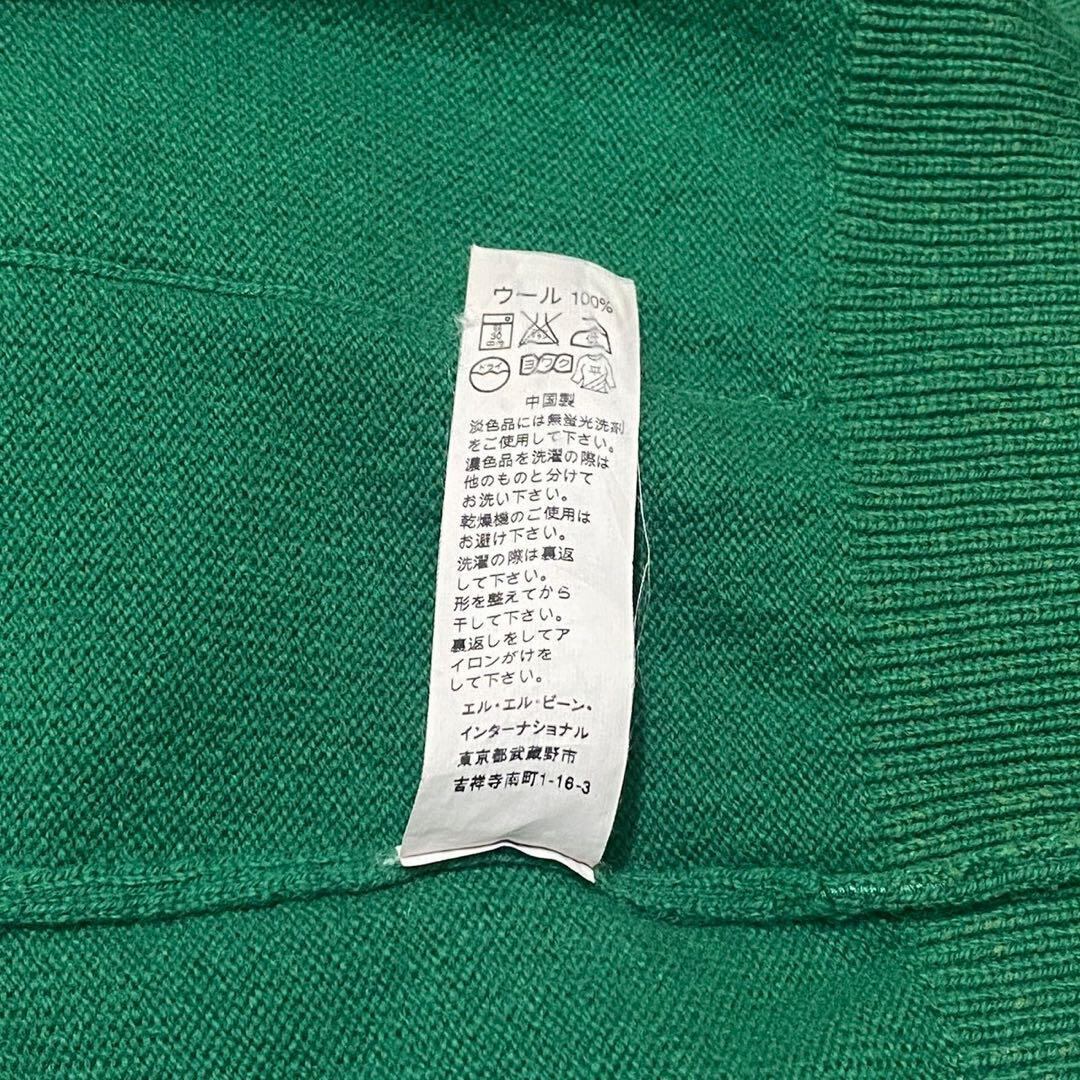 ウール 100%
30
ドライ
ヨワク
中国製
淡色品には無蛍光洗剤
をご使用して下さい。
濃色品を洗濯の際は
他のものと分けて
お洗い下さい。
乾燥機のご使用は
お避け下さい。
洗濯の際は裏返
して下さい。
形を整えてから
干して下さい。
裏返しをしてア
イロンがけを
して下さい。
エル・エル・ビーン・
インターナショナル
東京都武蔵野市
吉祥寺南町1-16-3